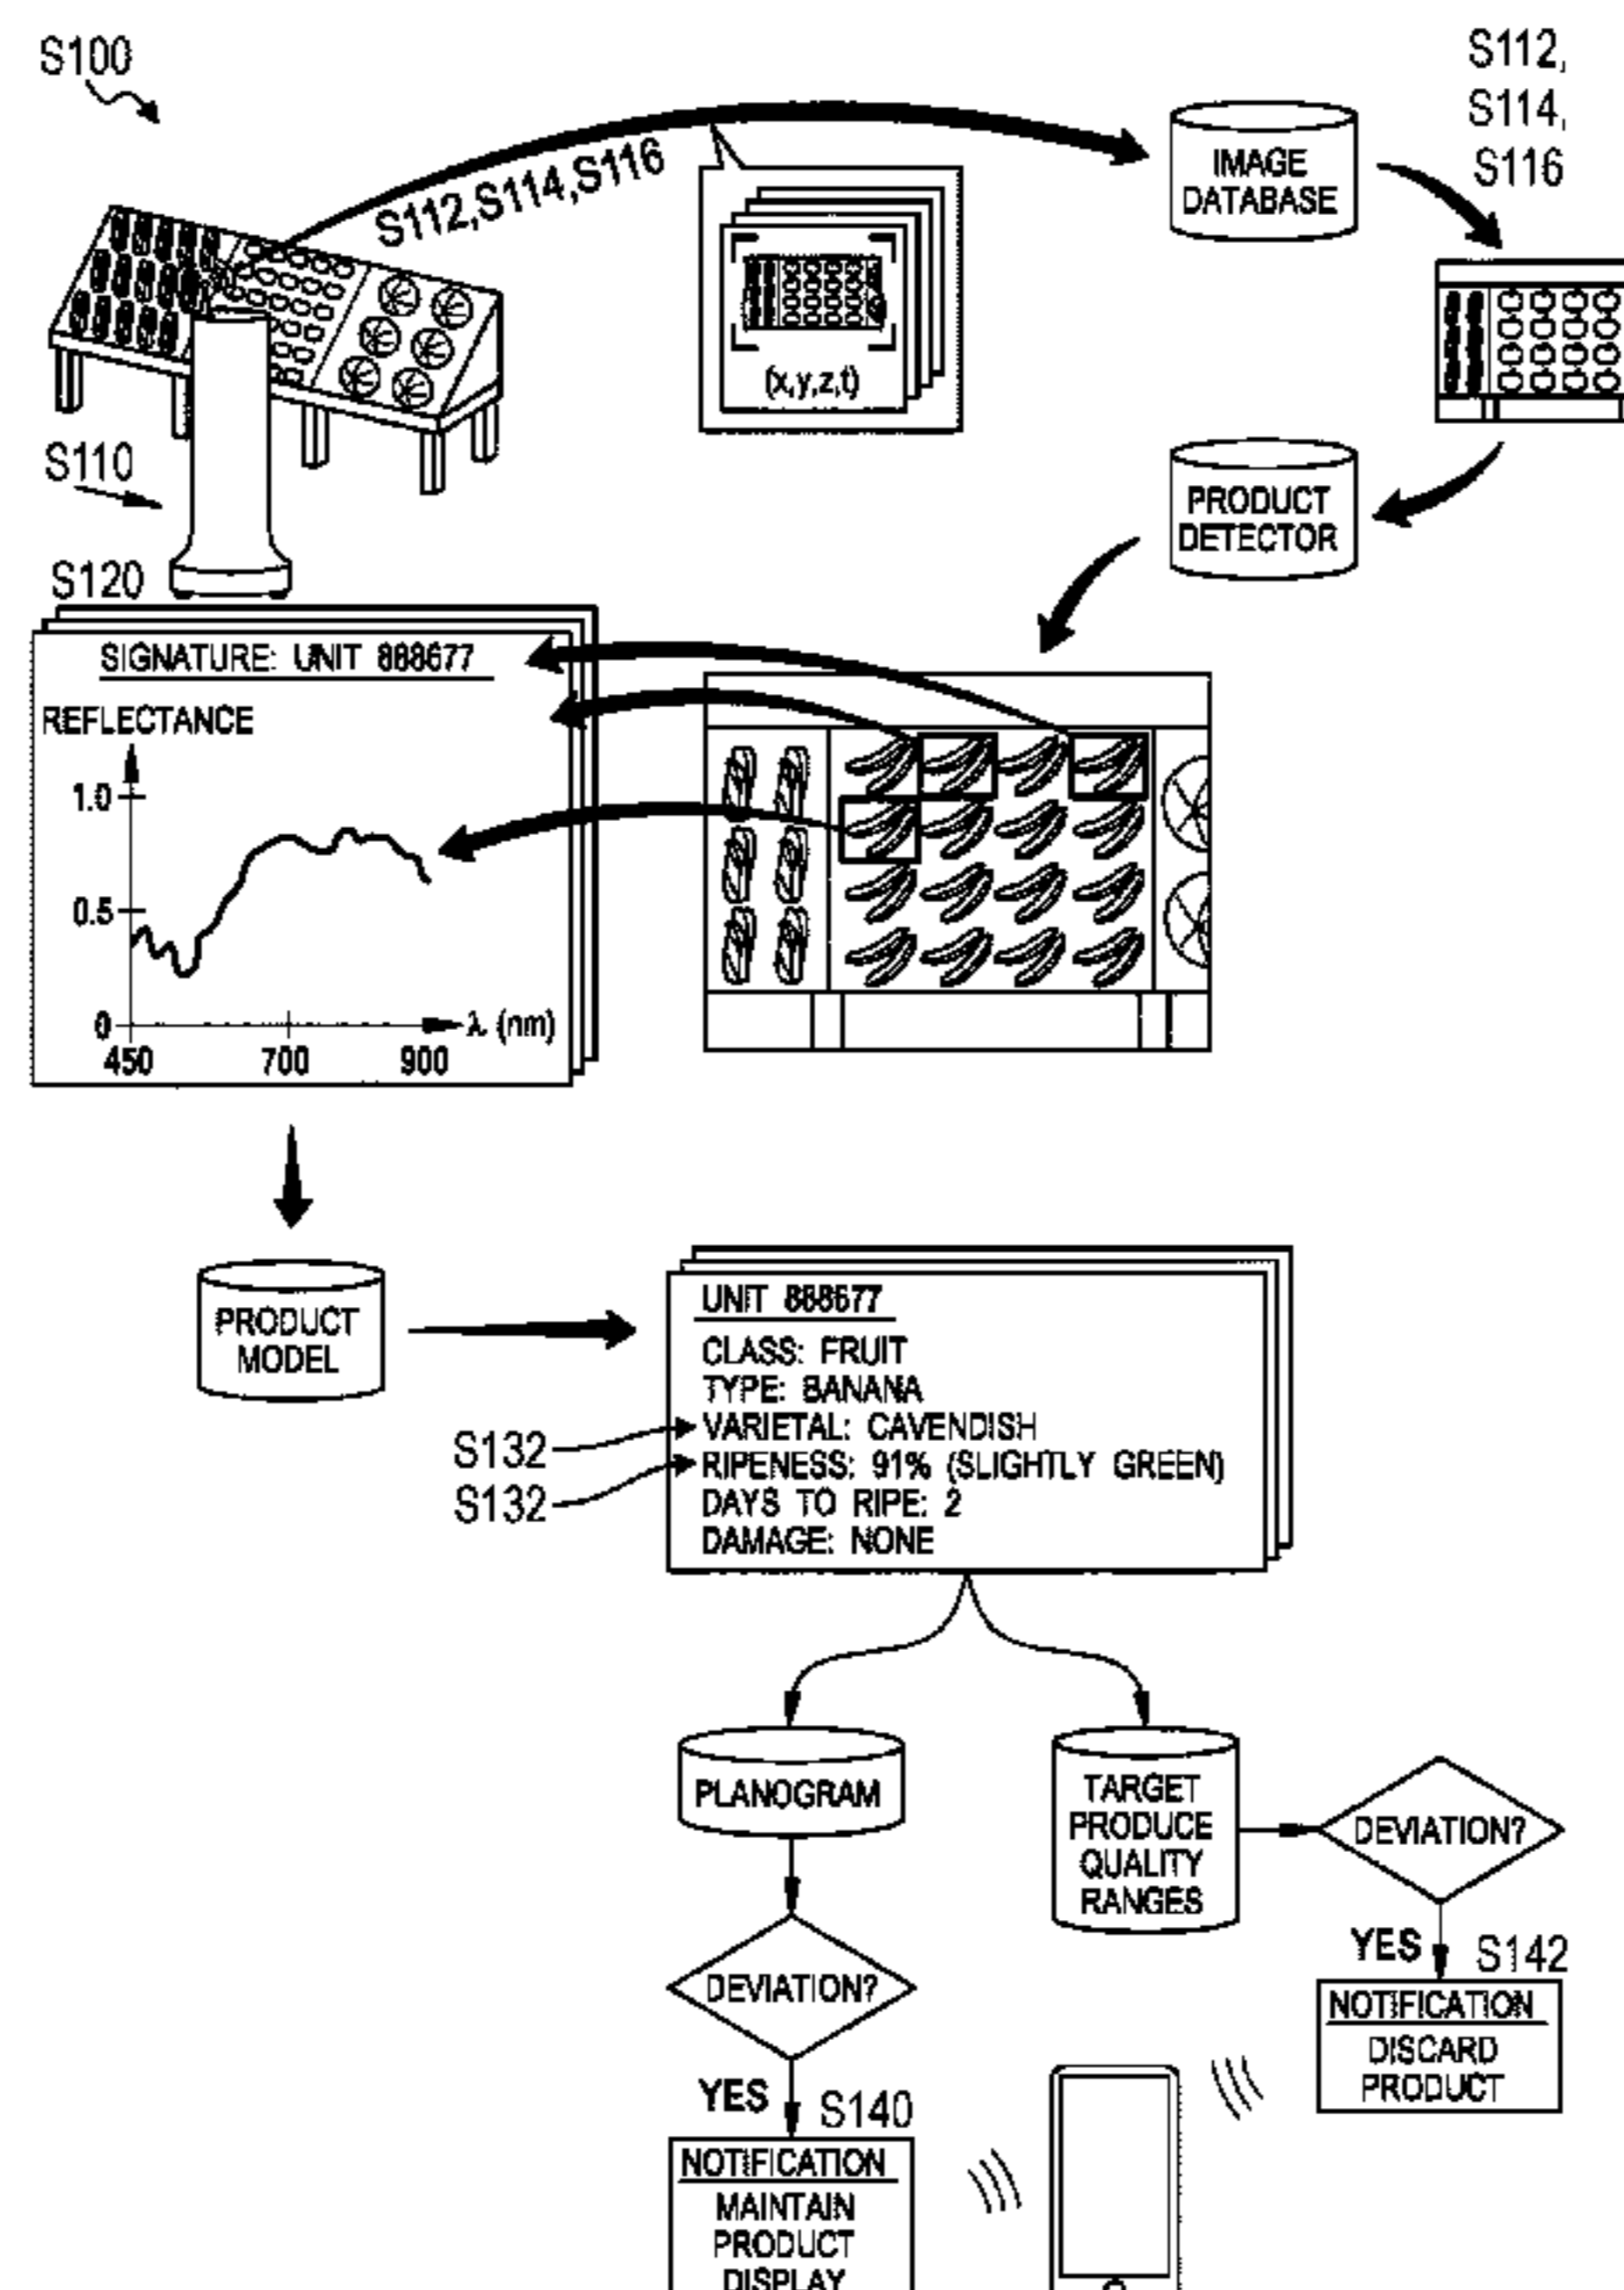 S100
S112,S114,S116
IMAGE
DATABASE
S112,
S114,
S116
(x,y,z,t)
S110
PRODUCT
DETECTOR
S120
SIGNATURE: UNIT 888677
REFLECTANCE
1.0
0.5
0
λ (nm)
450 700 900
PRODUCT
MODEL
UNIT 888677
CLASS: FRUIT
TYPE: BANANA
VARIETAL: CAVENDISH
RIPENESS: 91% (SLIGHTLY GREEN)
DAYS TO RIPE: 2
DAMAGE: NONE
S132
S132
PLANOGRAM
TARGET
PRODUCE
QUALITY
RANGES
DEVIATION?
YES
S142
NOTIFICATION
DISCARD
PRODUCT
DEVIATION?
YES
S140
NOTIFICATION
MAINTAIN
PRODUCT
DISPLAY